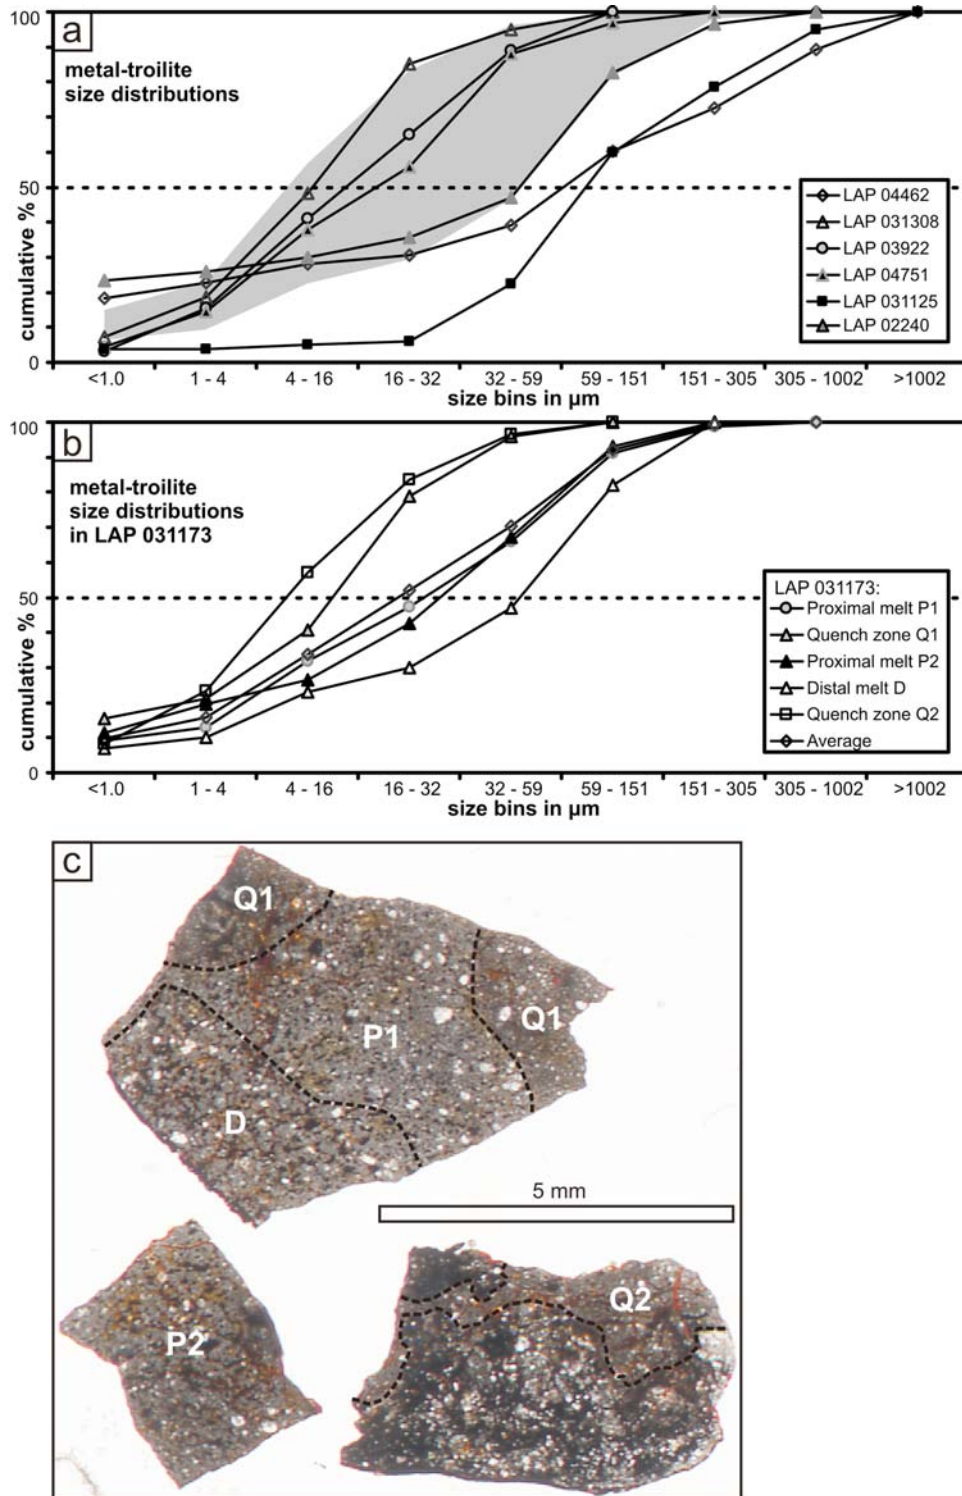 a
metal-troilite
size distributions
100
50
0
cumulative %
LAP 04462
LAP 031308
LAP 03922
LAP 04751
LAP 031125
LAP 02240
<1.0 1 - 4 4 - 16 16 - 32 32 - 59 59 - 151 151 - 305 305 - 1002 >1002
size bins in µm
b
metal-troilite
size distributions
in LAP 031173
100
50
0
cumulative %
LAP 031173:
Proximal melt P1
Quench zone Q1
Proximal melt P2
Distal melt D
Quench zone Q2
Average
<1.0 1 - 4 4 - 16 16 - 32 32 - 59 59 - 151 151 - 305 305 - 1002 >1002
size bins in µm
c
Q1
P1
Q1
D
5 mm
P2
Q2